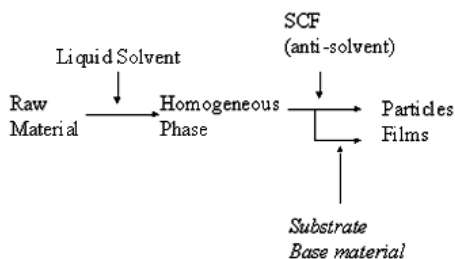 SCF
(anti-solvent)
Liquid Solvent
Raw
Material
Homogeneous
Phase
Particles
Films
Substrate
Base material